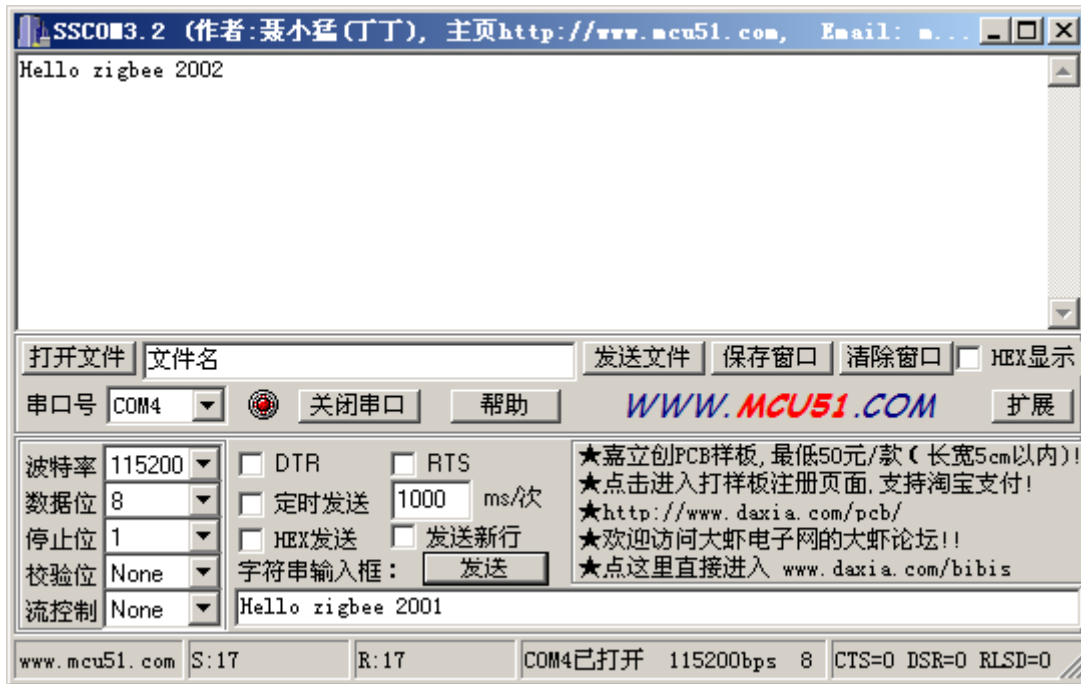 SSCOM3.2 (作者:聂小猛(丁丁), 主页http://www.mcu51.com, Email: m...
Hello zigbee 2002
打开文件 文件名 发送文件 保存窗口 清除窗口 HEX显示
串口号 COM4 关闭串口 帮助 WWW.MCU51.COM 扩展
波特率 115200 DTR RTS
数据位 8 定时发送 1000 ms/次
停止位 1 HEX发送 发送新行
校验位 None 字符串输入框: 发送
流控制 None Hello zigbee 2001
★嘉立创PCB样板,最低50元/款(长宽5cm以内)!
★点击进入打样板注册页面,支持淘宝支付!
★http://www.daxia.com/pcb/
★欢迎访问大虾电子网的大虾论坛!!
★点这里直接进入 www.daxia.com/bibis
www.mcu51.com S:17 R:17 COM4已打开 115200bps 8 CTS=0 DSR=0 RLSD=0